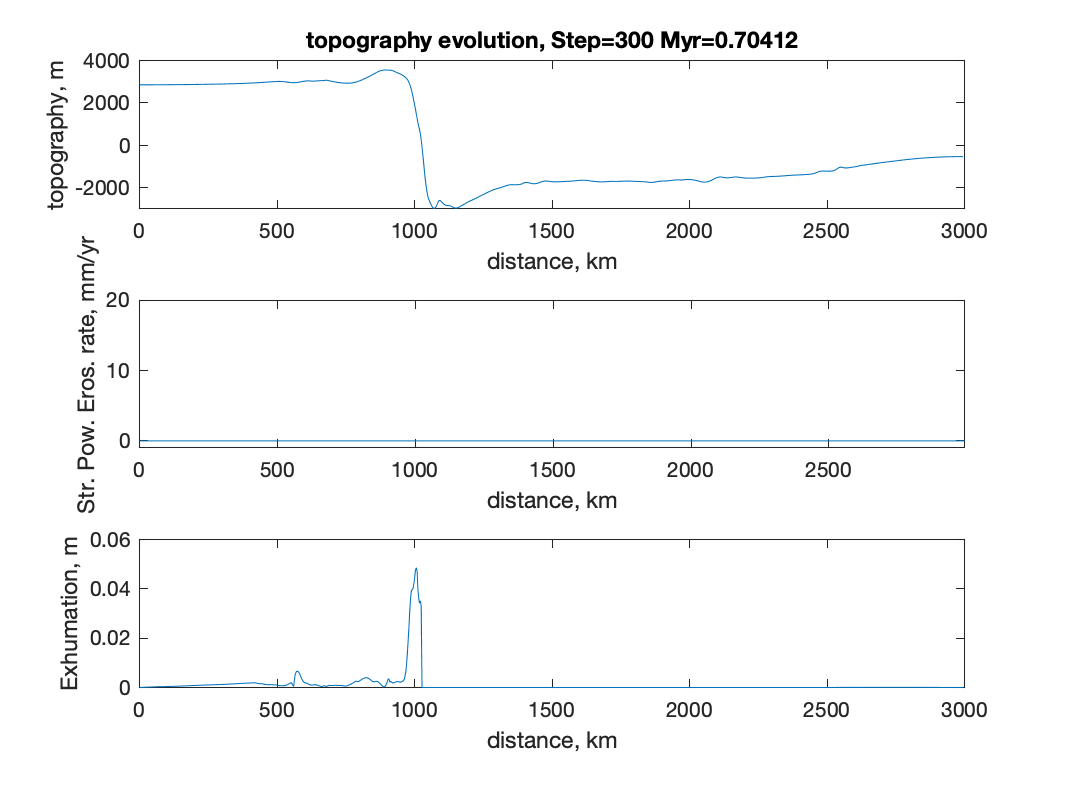 topography evolution, Step=300 Myr=0.70412
topography, m
4000
2000
0
-2000
0 500 1000 1500 2000 2500 3000
distance, km
Str. Pow. Eros. rate, mm/yr
20
10
0
0 500 1000 1500 2000 2500
distance, km
Exhumation, m
0.06
0.04
0.02
0
0 500 1000 1500 2000 2500 3000
distance, km